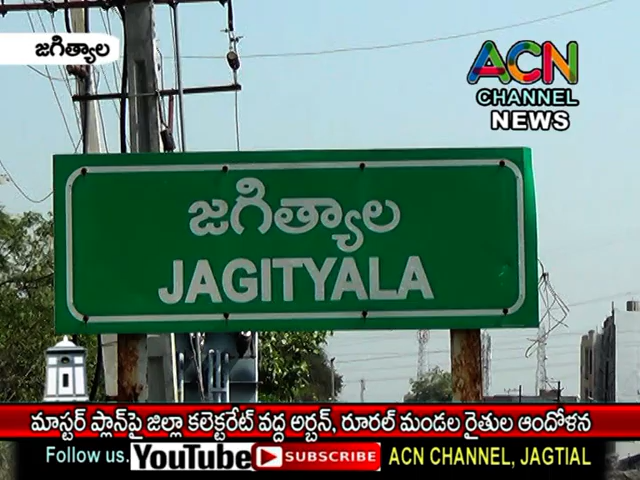 జగిత్యాల
ACN
CHANNEL
NEWS
జగిత్యాల
JAGITYALA
మాస్టర్ ప్లాన్‌పై జిల్లా కలెక్టరేట్ వద్ద అర్బన్, రూరల్ మండల రైతుల ఆందోళన
Follow us. YouTube SUBSCRIBE ACN CHANNEL, JAGTIAL